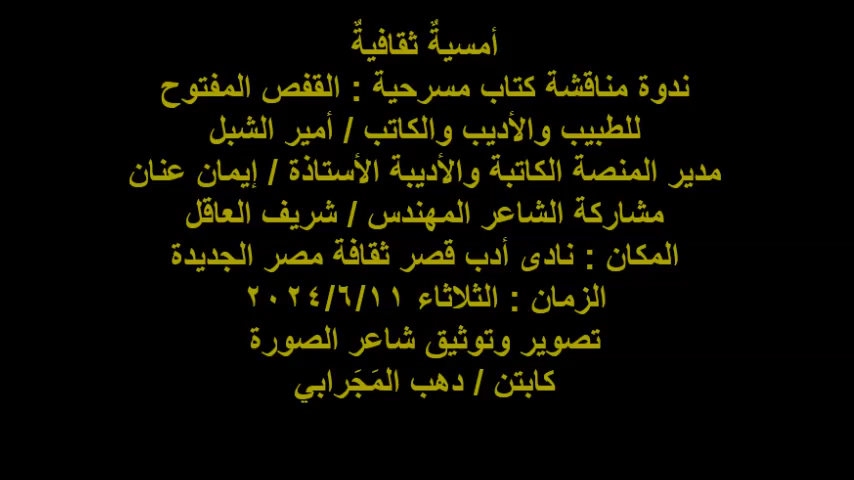 أمسيةٌ ثقافيةٌ
ندوة مناقشة كتاب مسرحية : القفص المفتوح
للطبيب والأديب والكاتب / أمير الشبل
مدير المنصة الكاتبة والأديبة الأستاذة / إيمان عنان
مشاركة الشاعر المهندس / شريف العاقل
المكان : نادى أدب قصر ثقافة مصر الجديدة
الزمان : الثلاثاء ٢٠٢٤/٦/١١
تصوير وتوثيق شاعر الصورة
كابتن / دهب المَجَرابي